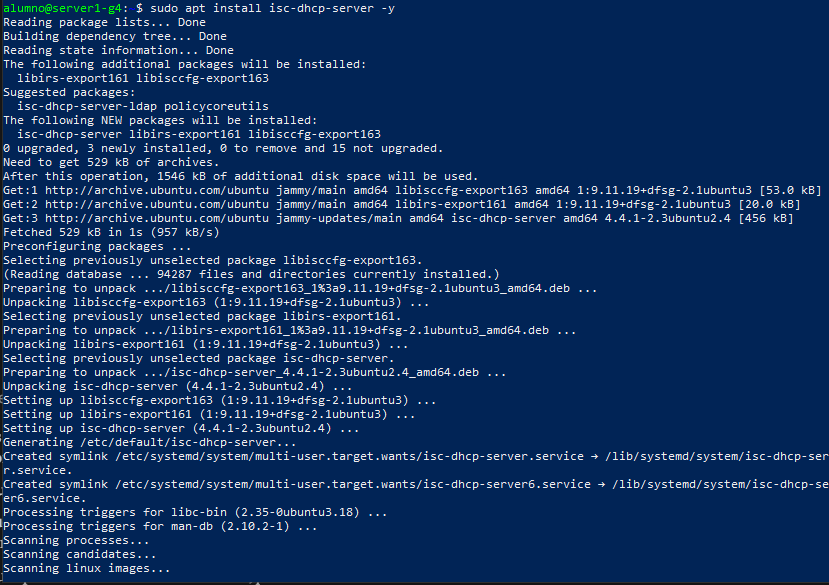 alumno@server1-g4: $ sudo apt install isc-dhcp-server -y
Reading package lists... Done
Building dependency tree... Done
Reading state information... Done
The following additional packages will be installed:
  libirs-export161 libisccfg-export163
Suggested packages:
  isc-dhcp-server-ldap policycoreutils
The following NEW packages will be installed:
  isc-dhcp-server libirs-export161 libisccfg-export163
0 upgraded, 3 newly installed, 0 to remove and 15 not upgraded.
Need to get 529 kB of archives.
After this operation, 1546 kB of additional disk space will be used.
Get:1 http://archive.ubuntu.com/ubuntu jammy/main amd64 libisccfg-export163 amd64 1:9.11.19+dfsg-2.1ubuntu3 [53.0 kB]
Get:2 http://archive.ubuntu.com/ubuntu jammy/main amd64 libirs-export161 amd64 1:9.11.19+dfsg-2.1ubuntu3 [20.0 kB]
Get:3 http://archive.ubuntu.com/ubuntu jammy-updates/main amd64 isc-dhcp-server amd64 4.4.1-2.3ubuntu2.4 [456 kB]
Fetched 529 kB in 1s (957 kB/s)
Preconfiguring packages ...
Selecting previously unselected package libisccfg-export163.
(Reading database ... 94287 files and directories currently installed.)
Preparing to unpack .../libisccfg-export163_1%3a9.11.19+dfsg-2.1ubuntu3_amd64.deb ...
Unpacking libisccfg-export163 (1:9.11.19+dfsg-2.1ubuntu3) ...
Selecting previously unselected package libirs-export161.
Preparing to unpack .../libirs-export161_1%3a9.11.19+dfsg-2.1ubuntu3_amd64.deb ...
Unpacking libirs-export161 (1:9.11.19+dfsg-2.1ubuntu3) ...
Selecting previously unselected package isc-dhcp-server.
Preparing to unpack .../isc-dhcp-server_4.4.1-2.3ubuntu2.4_amd64.deb ...
Unpacking isc-dhcp-server (4.4.1-2.3ubuntu2.4) ...
Setting up libisccfg-export163 (1:9.11.19+dfsg-2.1ubuntu3) ...
Setting up libirs-export161 (1:9.11.19+dfsg-2.1ubuntu3) ...
Setting up isc-dhcp-server (4.4.1-2.3ubuntu2.4) ...
Generating /etc/default/isc-dhcp-server...
Created symlink /etc/systemd/system/multi-user.target.wants/isc-dhcp-server.service → /lib/systemd/system/isc-dhcp-ser
r.service.
Created symlink /etc/systemd/system/multi-user.target.wants/isc-dhcp-server6.service → /lib/systemd/system/isc-dhcp-se
er6.service.
Processing triggers for libc-bin (2.35-0ubuntu3.18) ...
Processing triggers for man-db (2.10.2-1) ...
Scanning processes...
Scanning candidates...
Scanning linux images...